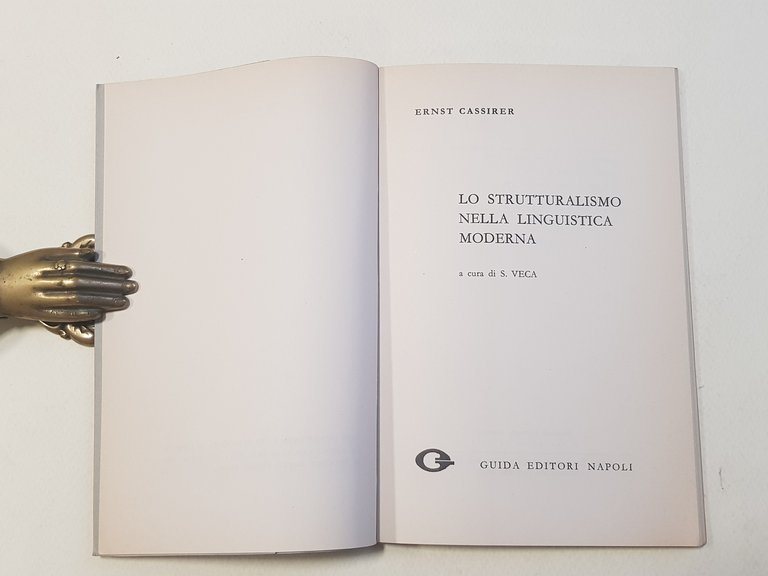 ERNST CASSIRER
LO STRUTTURALISMO
NELLA LINGUISTICA
MODERNA
a cura di S. VECA
G GUIDA EDITORI NAPOLI